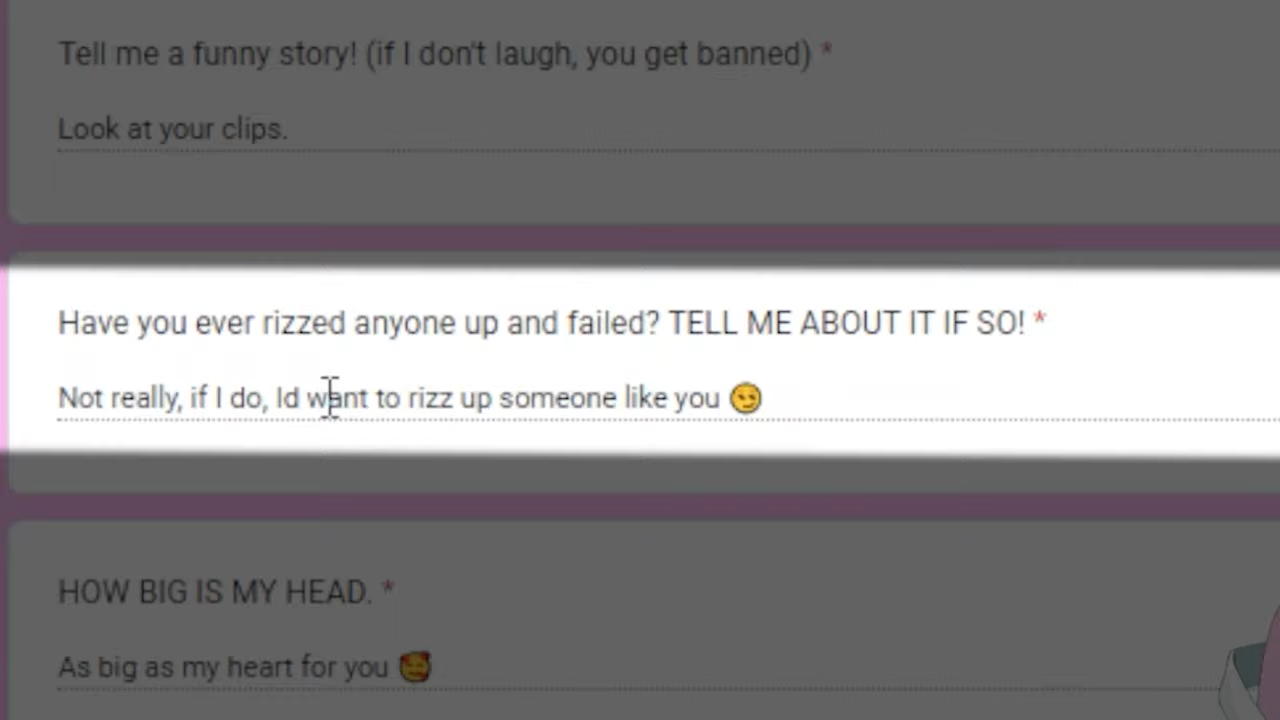 Tell me a funny story! (if I don't laugh, you get banned) *
Look at your clips.
Have you ever rizzed anyone up and failed? TELL ME ABOUT IT IF SO! *
Not really, if I do, Id want to rizz up someone like you 😏
HOW BIG IS MY HEAD. *
As big as my heart for you 🥰